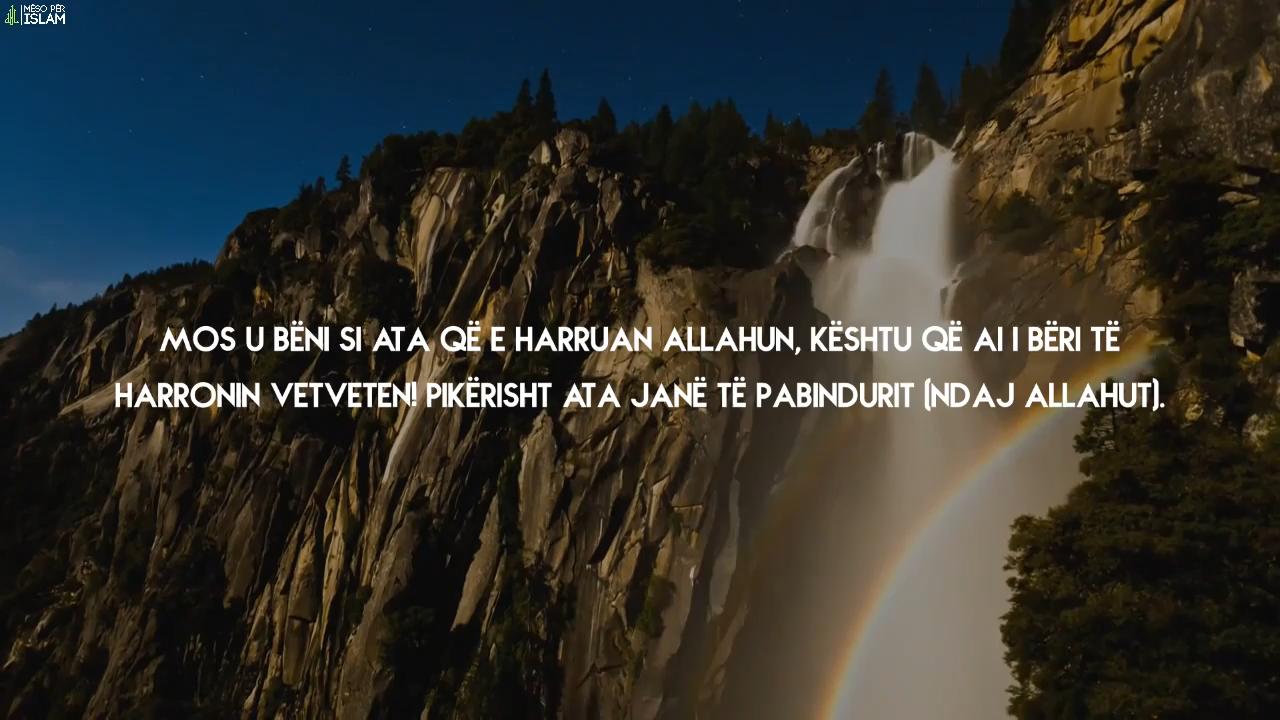 MËSO PËR
ISLAM
MOS U BËNI SI ATA QË E HARRUAN ALLAHUN, KËSHTU QË AI I BËRI TË
HARRONIN VETVETEN! PIKËRISHT ATA JANË TË PABINDURIT (NDAJ ALLAHUT).